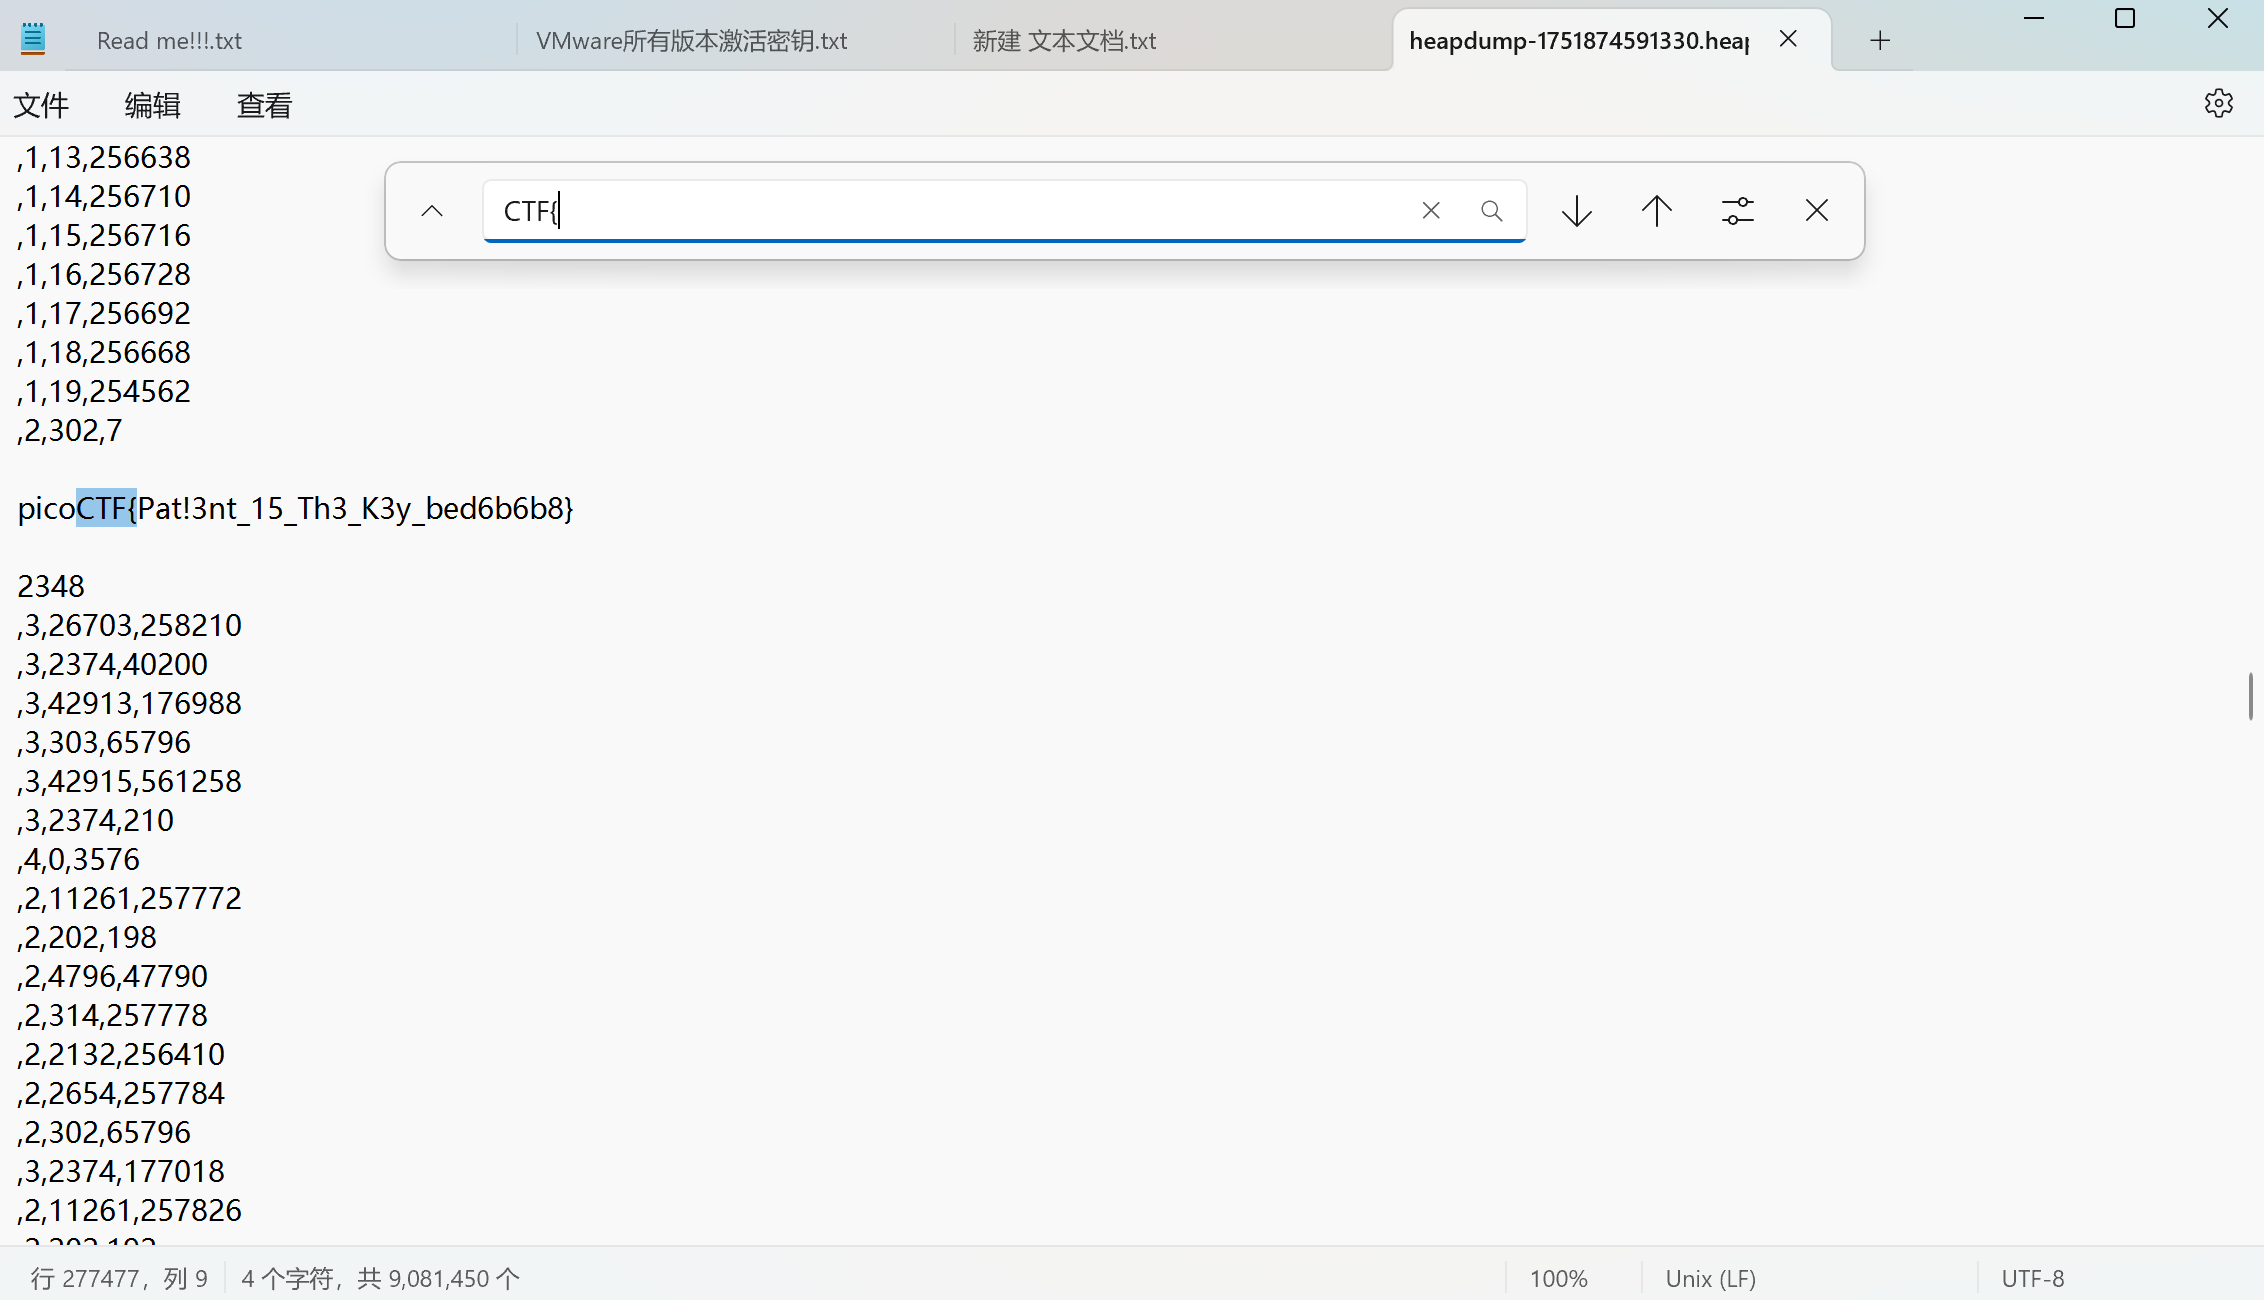 Read me!!!.txt
VMware所有版本激活密钥.txt
新建 文本文档.txt
heapdump-1751874591330.heap
文件
编辑
查看
CTF{
,1,13,256638
,1,14,256710
,1,15,256716
,1,16,256728
,1,17,256692
,1,18,256668
,1,19,254562
,2,302,7
picoCTF{Pat!3nt_15_Th3_K3y_bed6b6b8}
2348
,3,26703,258210
,3,2374,40200
,3,42913,176988
,3,303,65796
,3,42915,561258
,3,2374,210
,4,0,3576
,2,11261,257772
,2,202,198
,2,4796,47790
,2,314,257778
,2,2132,256410
,2,2654,257784
,2,302,65796
,3,2374,177018
,2,11261,257826
行 277477，列 9
4 个字符，共 9,081,450 个
100%
Unix (LF)
UTF-8